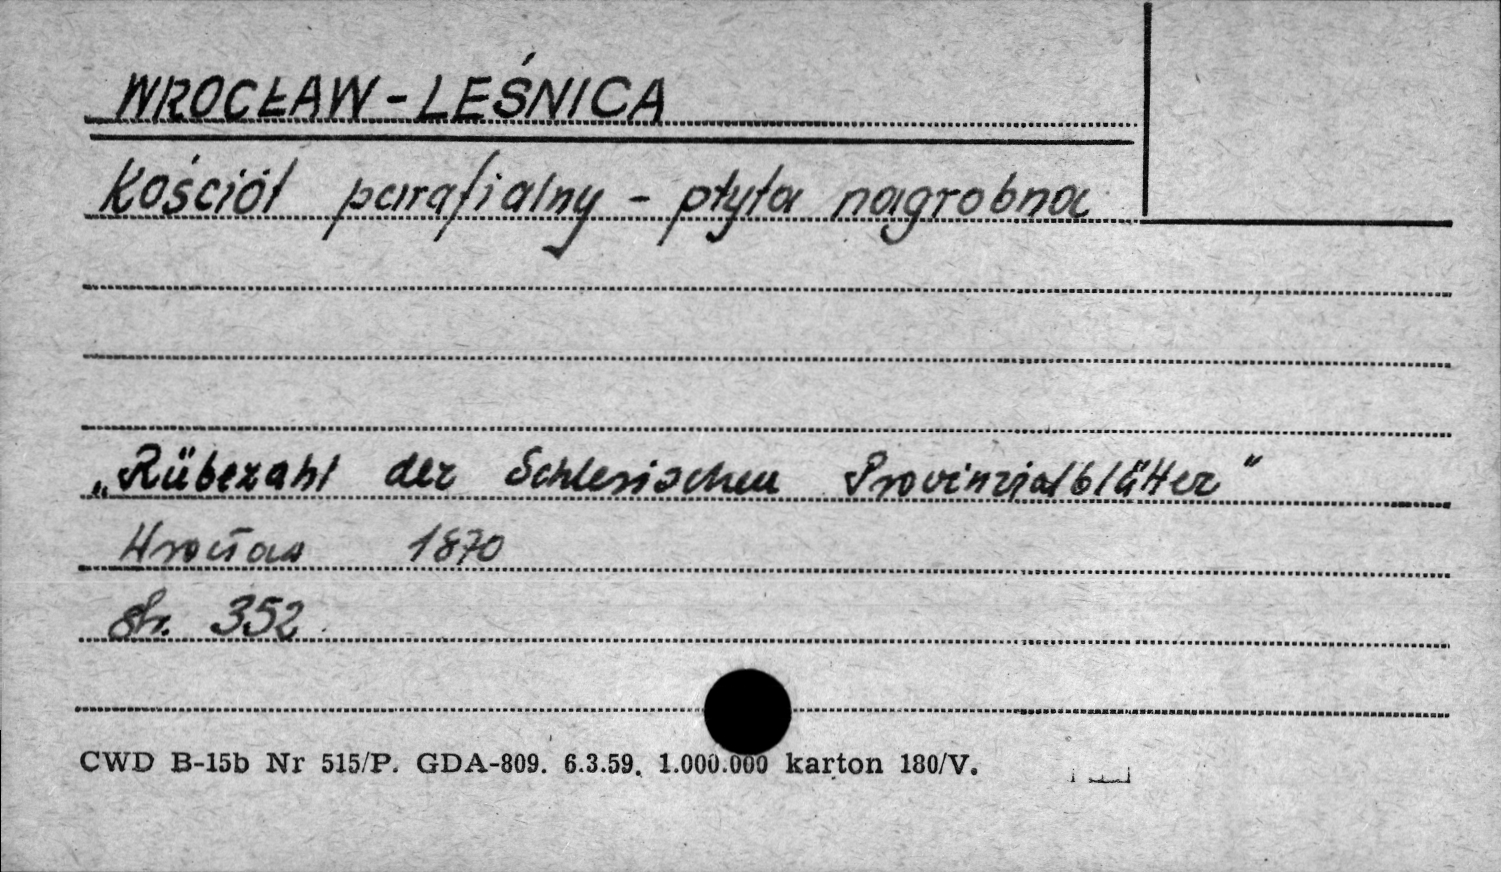 WROCŁAW - LEŚNICA
Kościół parafialny - płyta nagrobna
„Rübezahl der Schlesischen Provinzialblätter"
Wrocław 1870
str. 352
CWD B-15b Nr 515/P. GDA-809. 6.3.59. 1.000.000 karton 180/V.